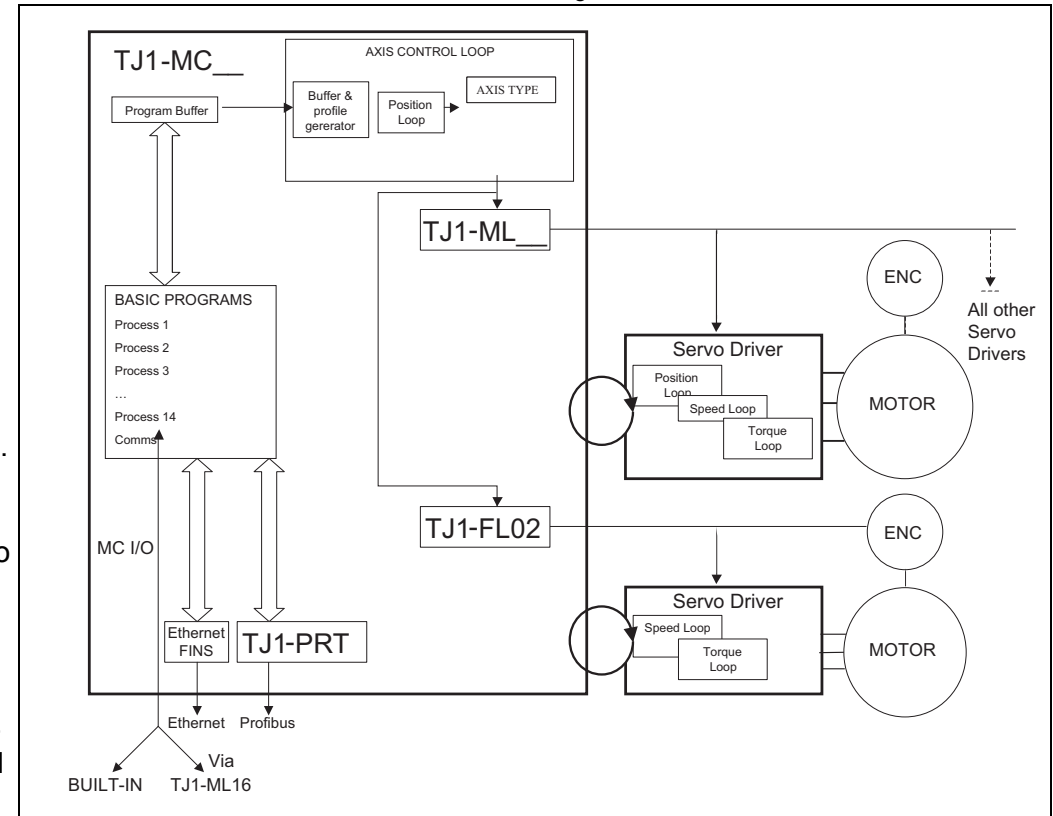 TJ1-MC__
AXIS CONTROL LOOP
Program Buffer
Buffer &
profile
gererator
Position
Loop
AXIS TYPE
TJ1-ML__
ENC
All other
Servo
Drivers
BASIC PROGRAMS
Process 1
Process 2
Process 3
...
Process 14
Comms
Servo Driver
Position
Loop
Speed Loop
Torque
Loop
MOTOR
TJ1-FL02
ENC
MC I/O
Servo Driver
Speed Loop
Torque
Loop
MOTOR
Ethernet
FINS
TJ1-PRT
Ethernet
Profibus
Via
BUILT-IN
TJ1-ML16